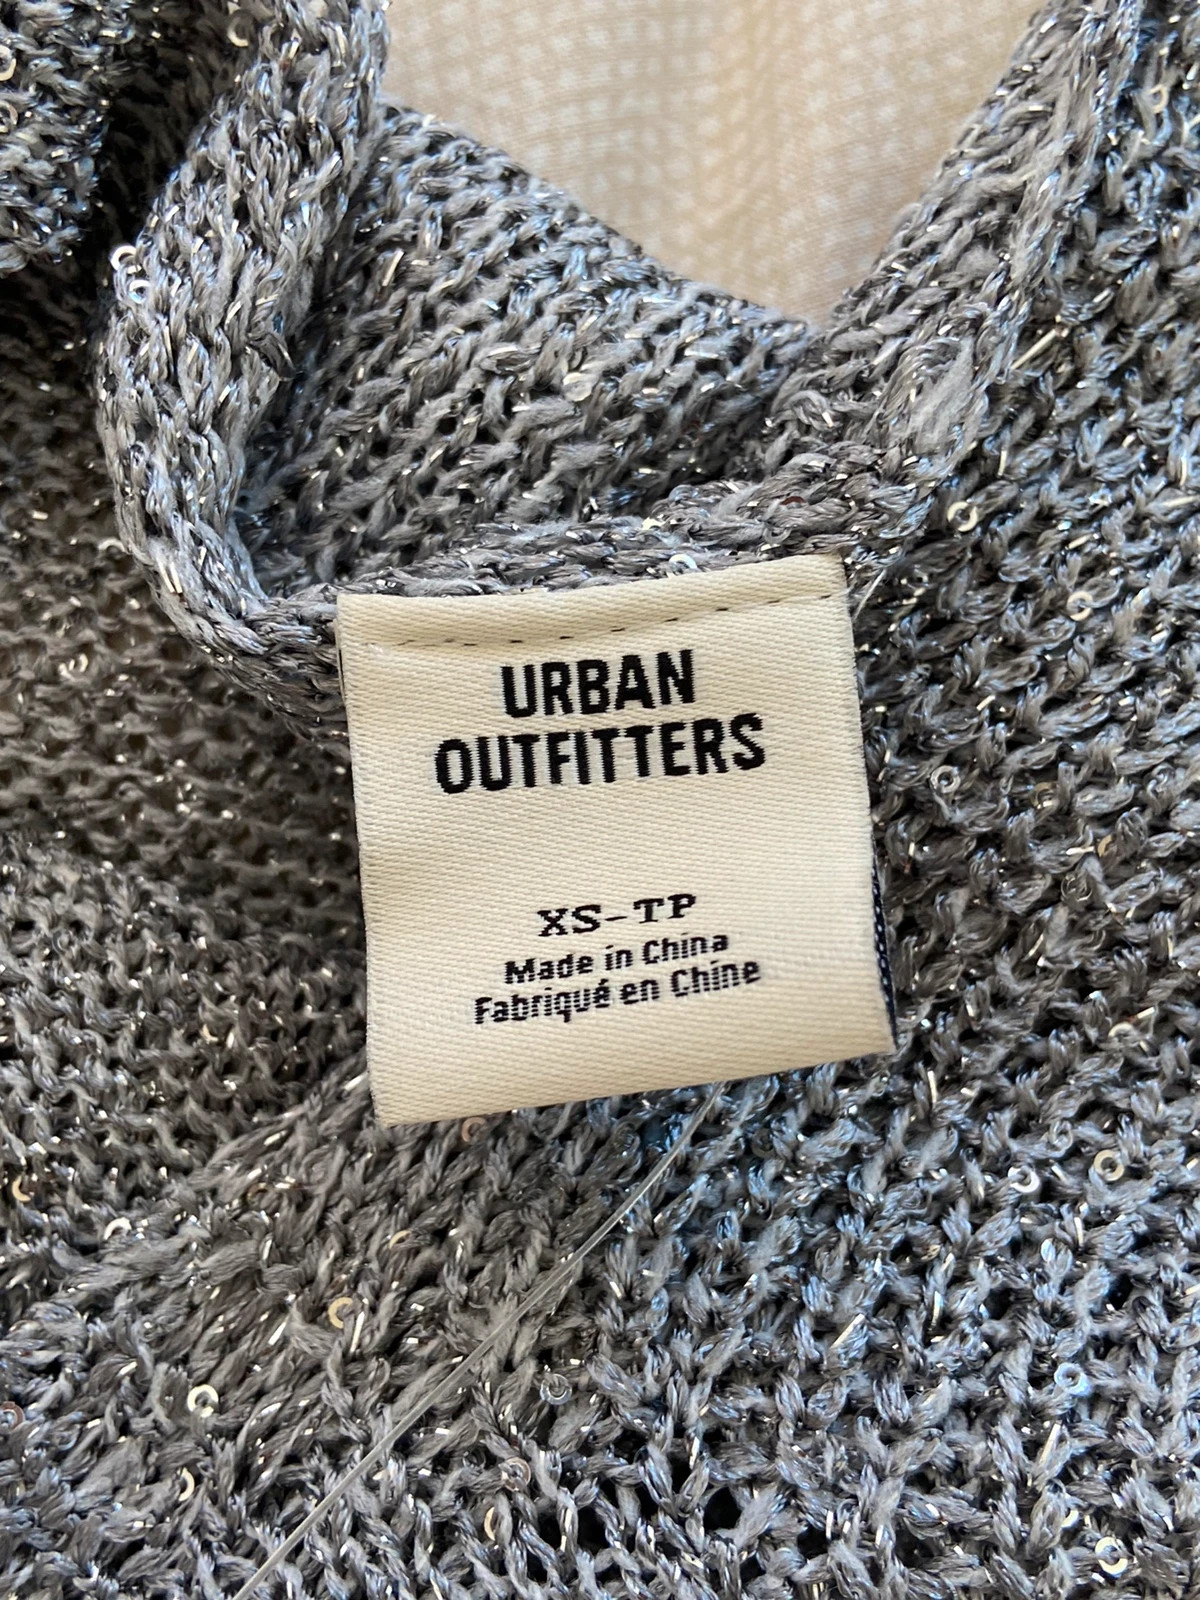 URBAN
OUTFITTERS
XS-TP
Made in China
Fabriqué en Chine